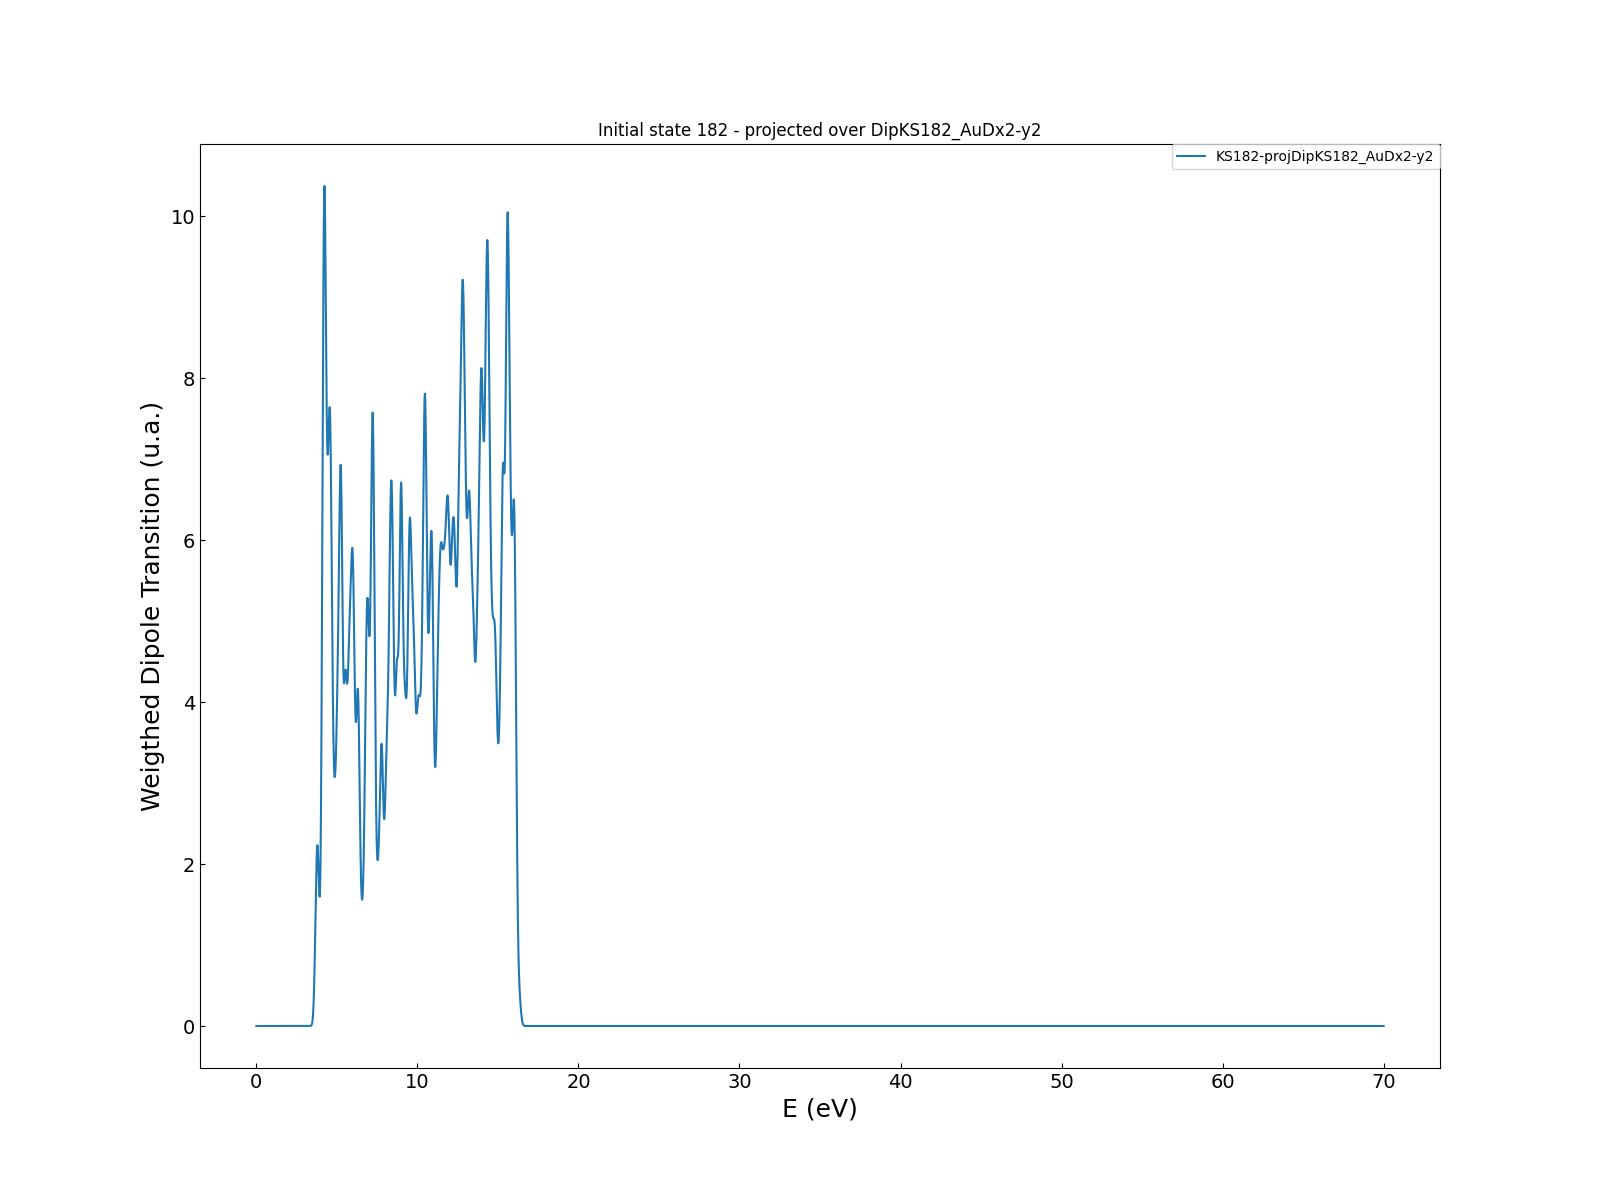 Initial state 182 - projected over DipKS182_AuDx2-y2
KS182-projDipKS182_AuDx2-y2
Weigthed Dipole Transition (u.a.)
10
8
6
4
2
0
0 10 20 30 40 50 60 70
E (eV)